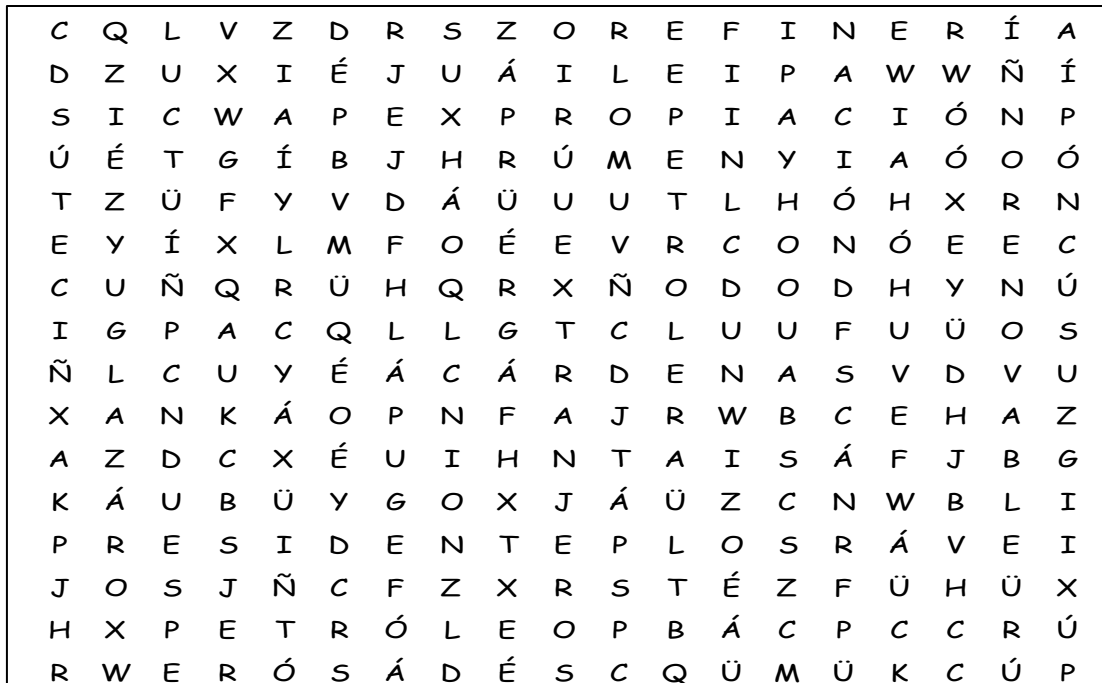 C Q L V Z D R S Z O R E F I N E R Í A
D Z U X I É J U Á I L E I P A W W Ñ Í
S I C W A P E X P R O P I A C I Ó N P
Ú É T G Í B J H R Ú M E N Y I A Ó O Ó
T Z Ü F Y V D Á Ü U U T L H Ó H X R N
E Y Í X L M F O É E V R C O N Ó E E C
C U Ñ Q R Ü H Q R X Ñ O D O D H Y N Ú
I G P A C Q L L G T C L U U F U Ü O S
Ñ L C U Y É Á C Á R D E N A S V D V U
X A N K Á O P N F A J R W B C E H A Z
A Z D C X É U I H N T A I S Á F J B G
K Á U B Ü Y G O X J Á Ü Z C N W B L I
P R E S I D E N T E P L O S R Á V E I
J O S J Ñ C F Z X R S T É Z F Ü H Ü X
H X P E T R Ó L E O P B Á C P C C R Ú
R W E R Ó S Á D É S C Q Ü M Ü K C Ú P